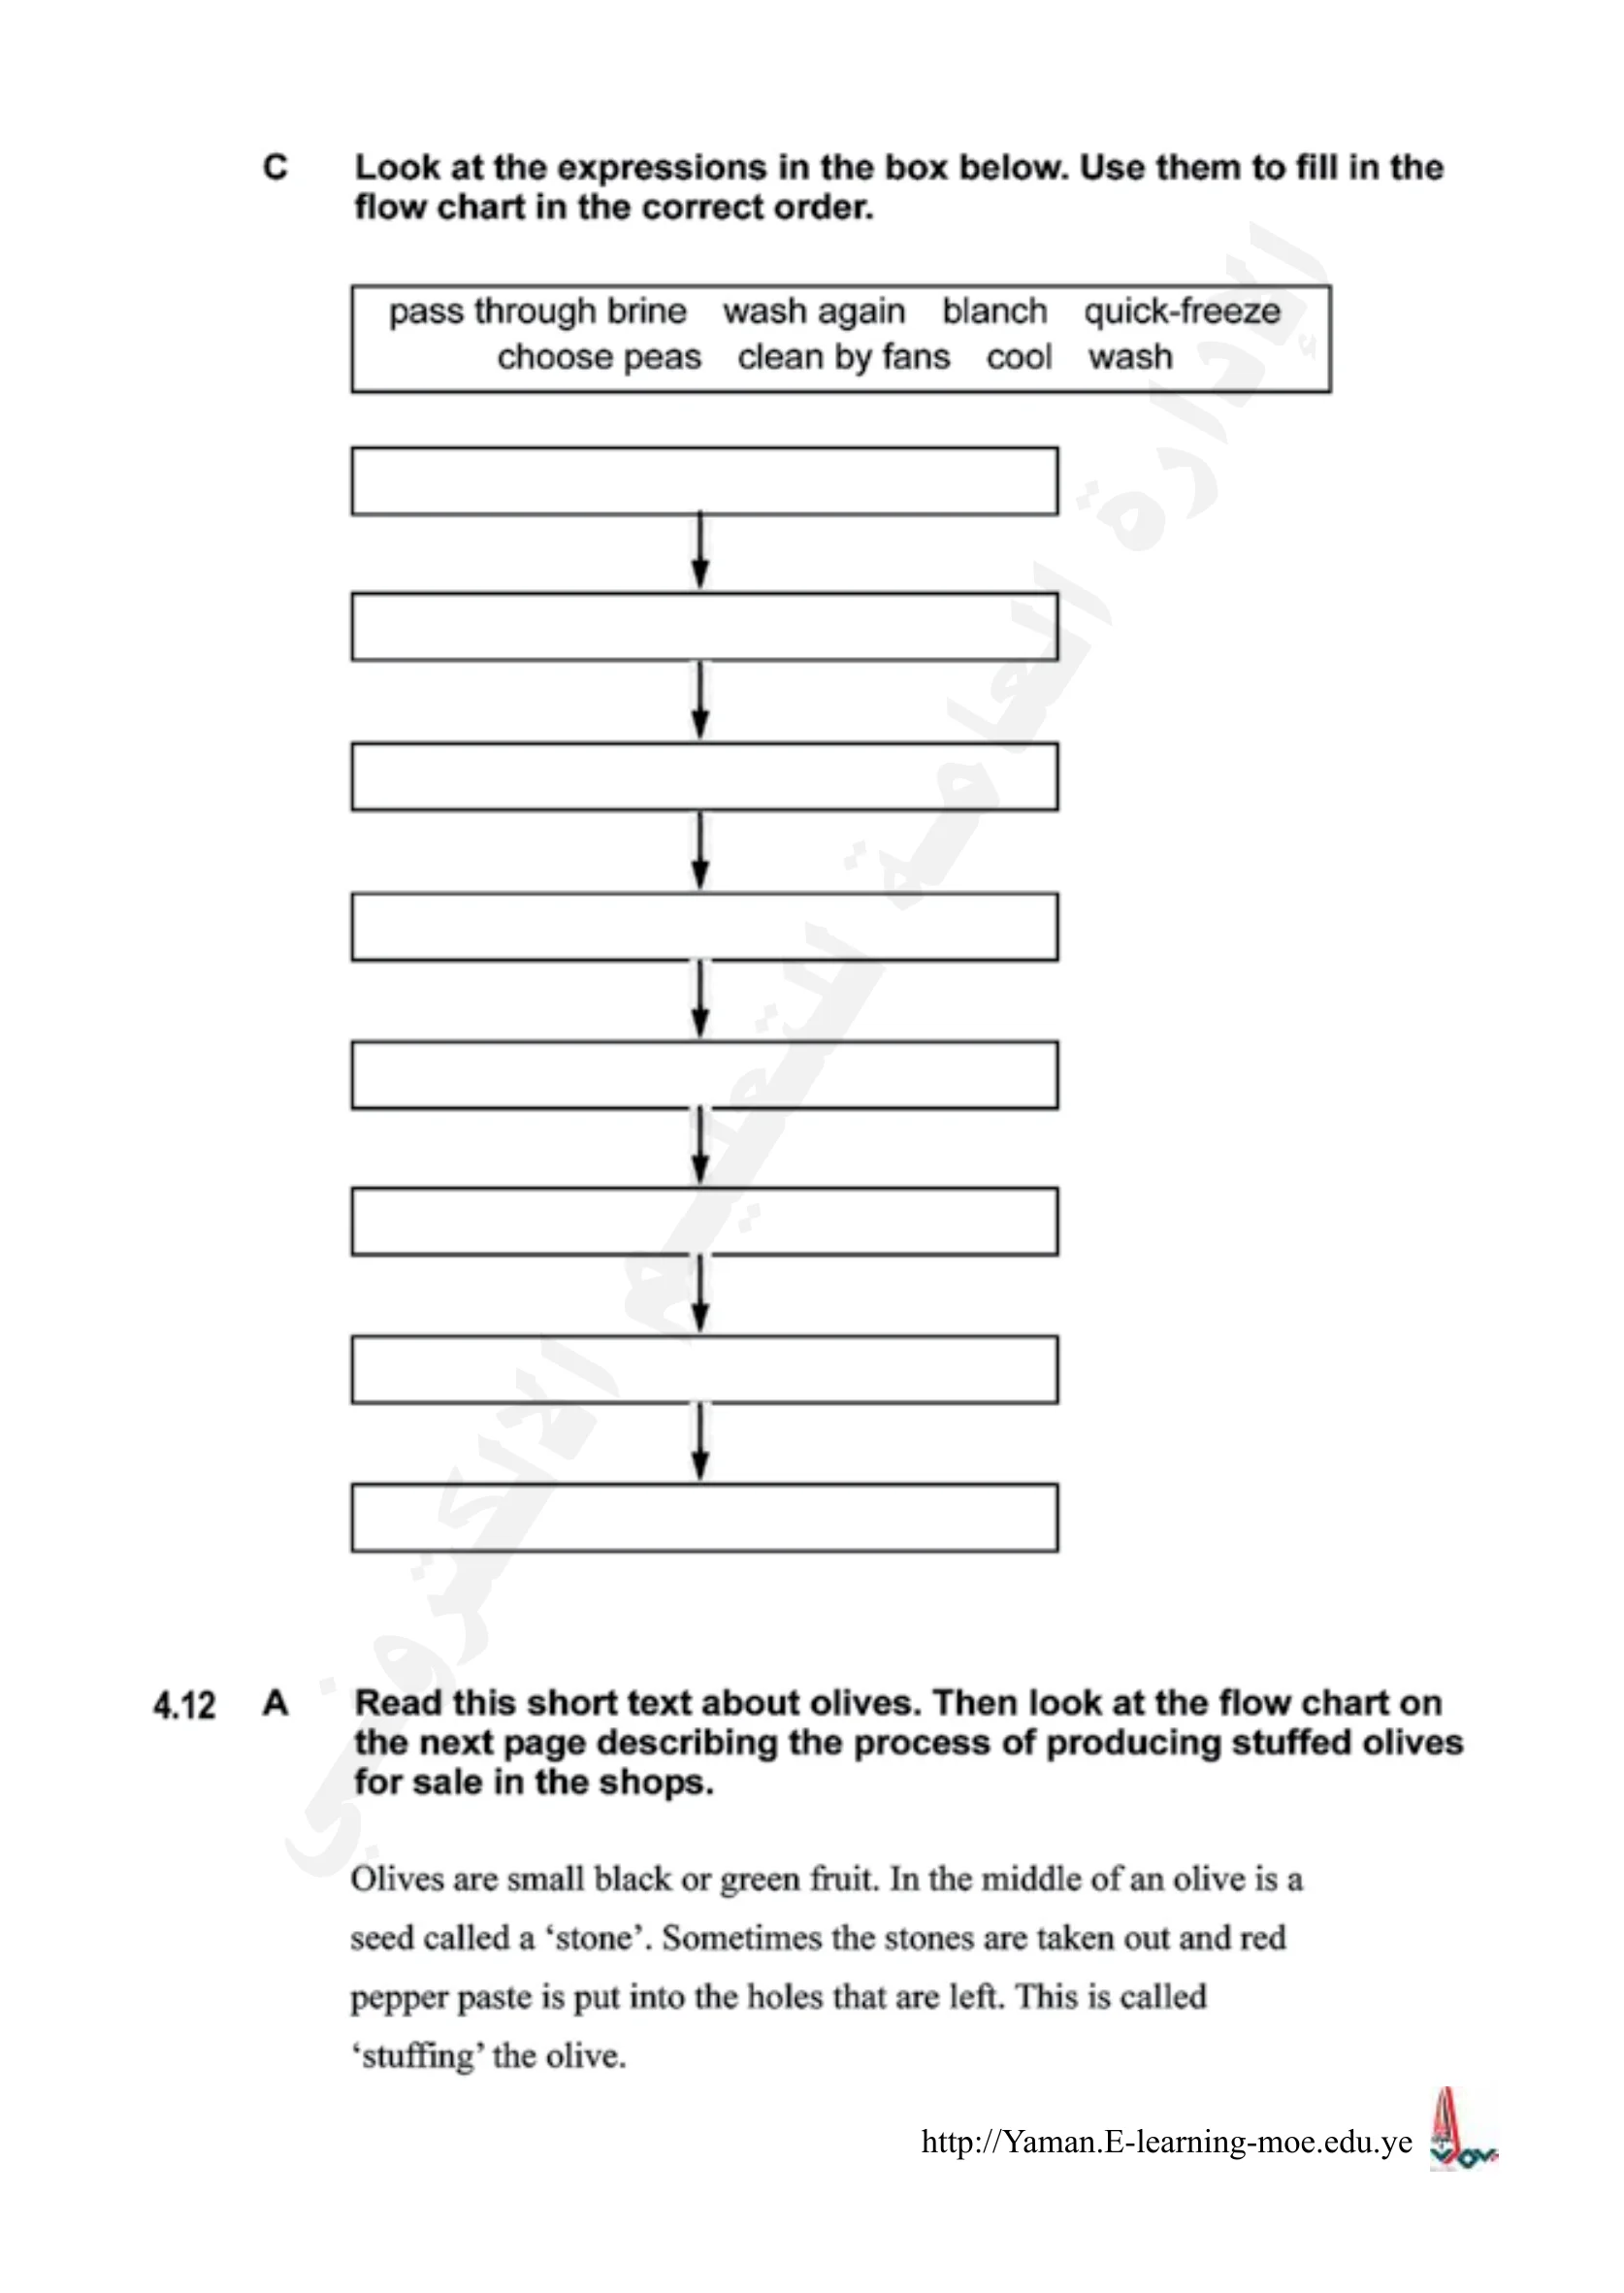 C Look at the expressions in the box below. Use them to fill in the
flow chart in the correct order.
pass through brine wash again blanch quick-freeze
choose peas clean by fans cool wash
4.12 A Read this short text about olives. Then look at the flow chart on
the next page describing the process of producing stuffed olives
for sale in the shops.
Olives are small black or green fruit. In the middle of an olive is a
seed called a ‘stone’. Sometimes the stones are taken out and red
pepper paste is put into the holes that are left. This is called
‘stuffing’ the olive.
http://Yaman.E-learning-moe.edu.ye
الإدارة العامة للتعليم الالكتروني